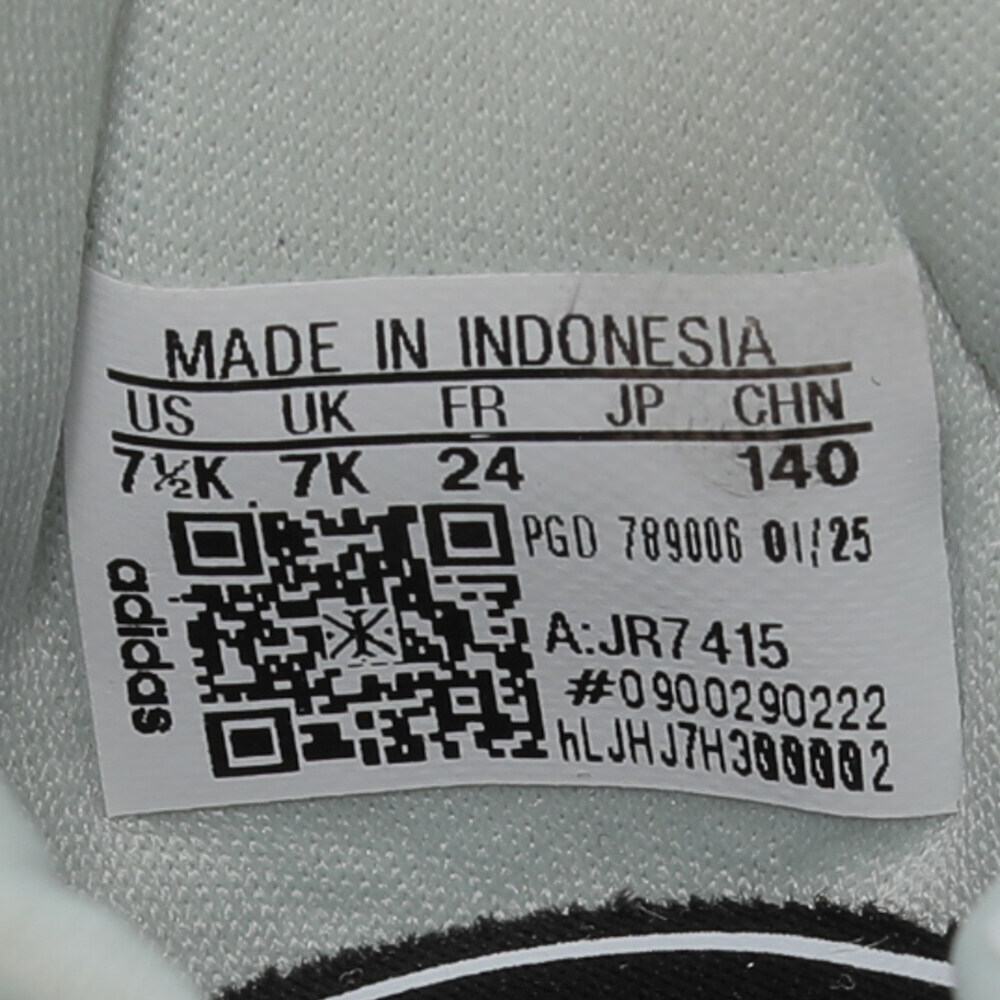 MADE IN INDONESIA
US UK FR JP CHN
7½K 7K 24 140
PGD 789006 01/25
adidas
A:JR7415
#0900290222